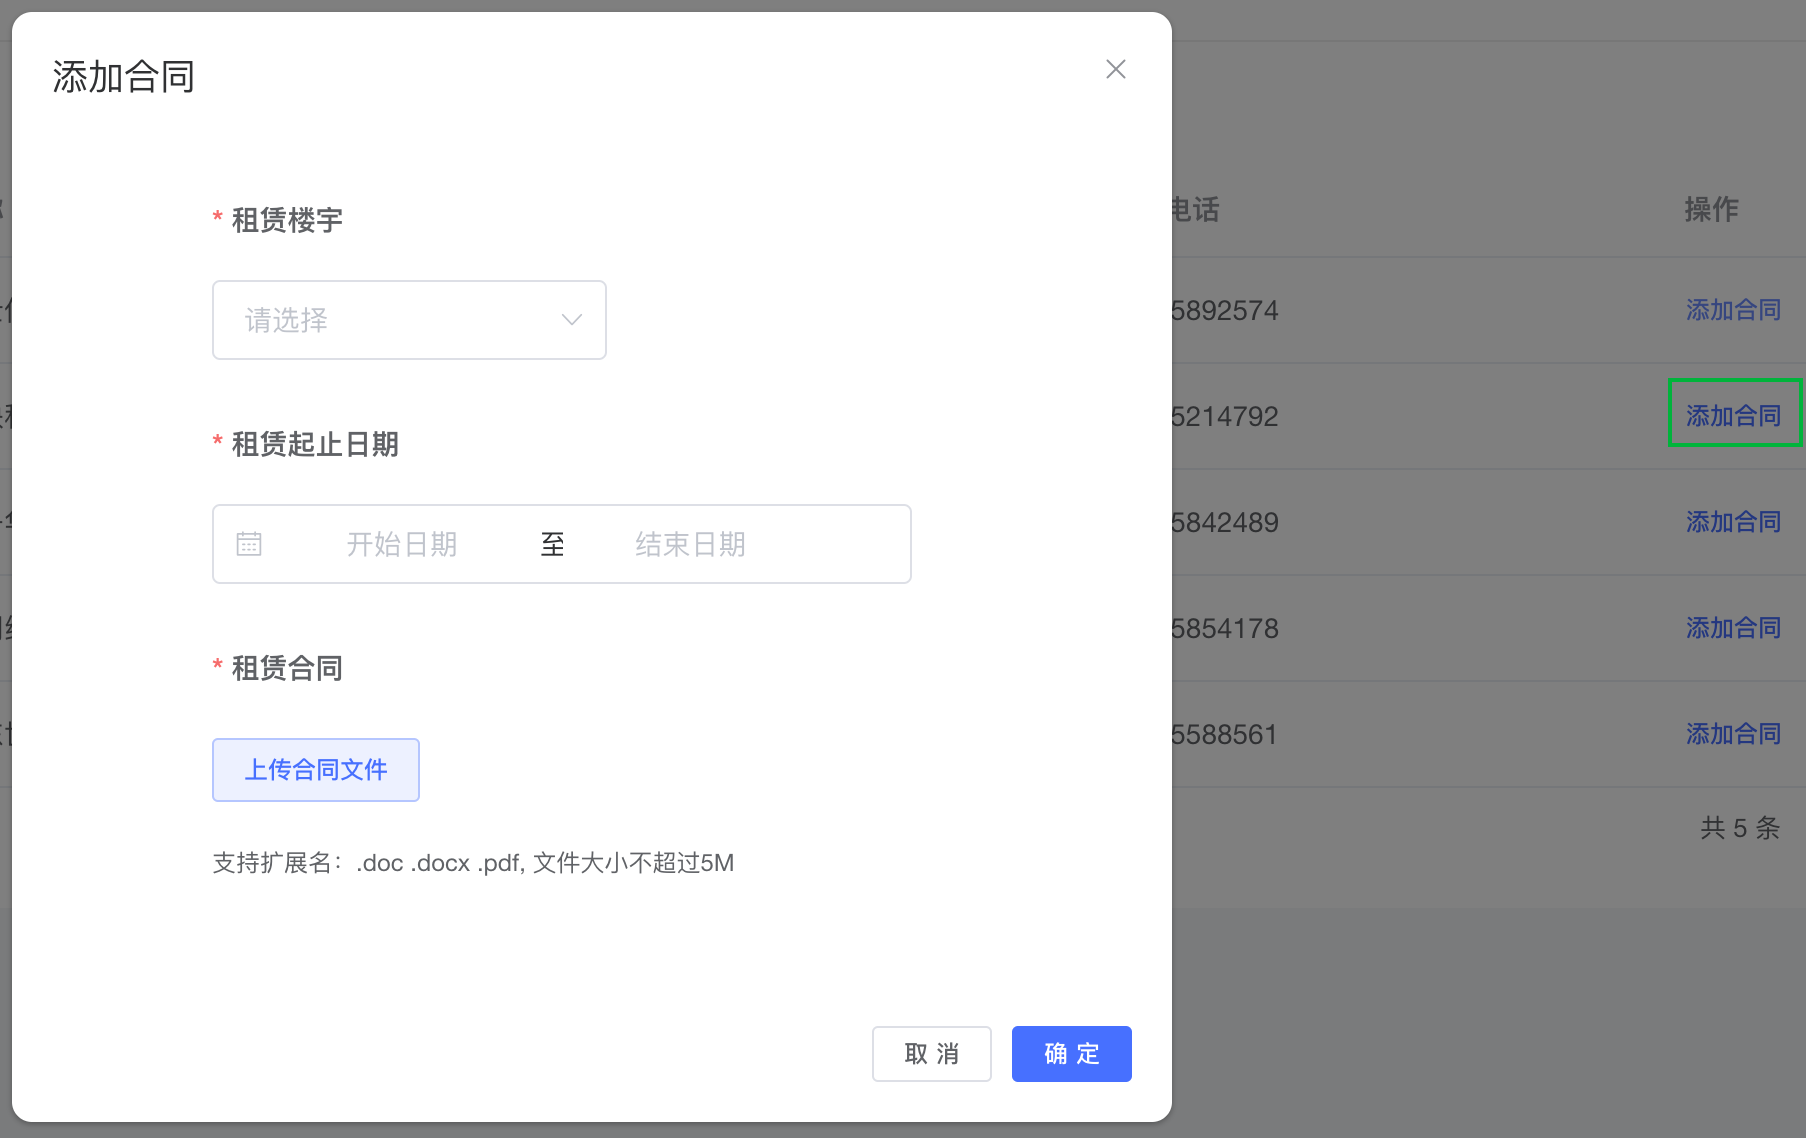 添加合同
* 租赁楼宇
请选择
* 租赁起止日期
开始日期 至 结束日期
* 租赁合同
上传合同文件
支持扩展名：.doc .docx .pdf, 文件大小不超过5M
取 消 确 定
电话 操作
5892574 添加合同
5214792 添加合同
5842489 添加合同
5854178 添加合同
5588561 添加合同
共 5 条